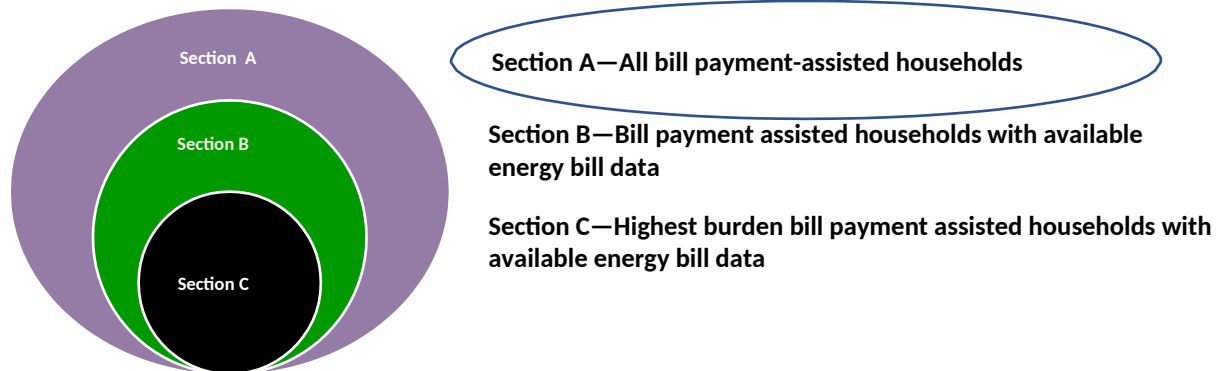 Section  A
Section B
Section C
Section A—All bill payment-assisted households
Section B—Bill payment assisted households with available
energy bill data
Section C—Highest burden bill payment assisted households with
available energy bill data